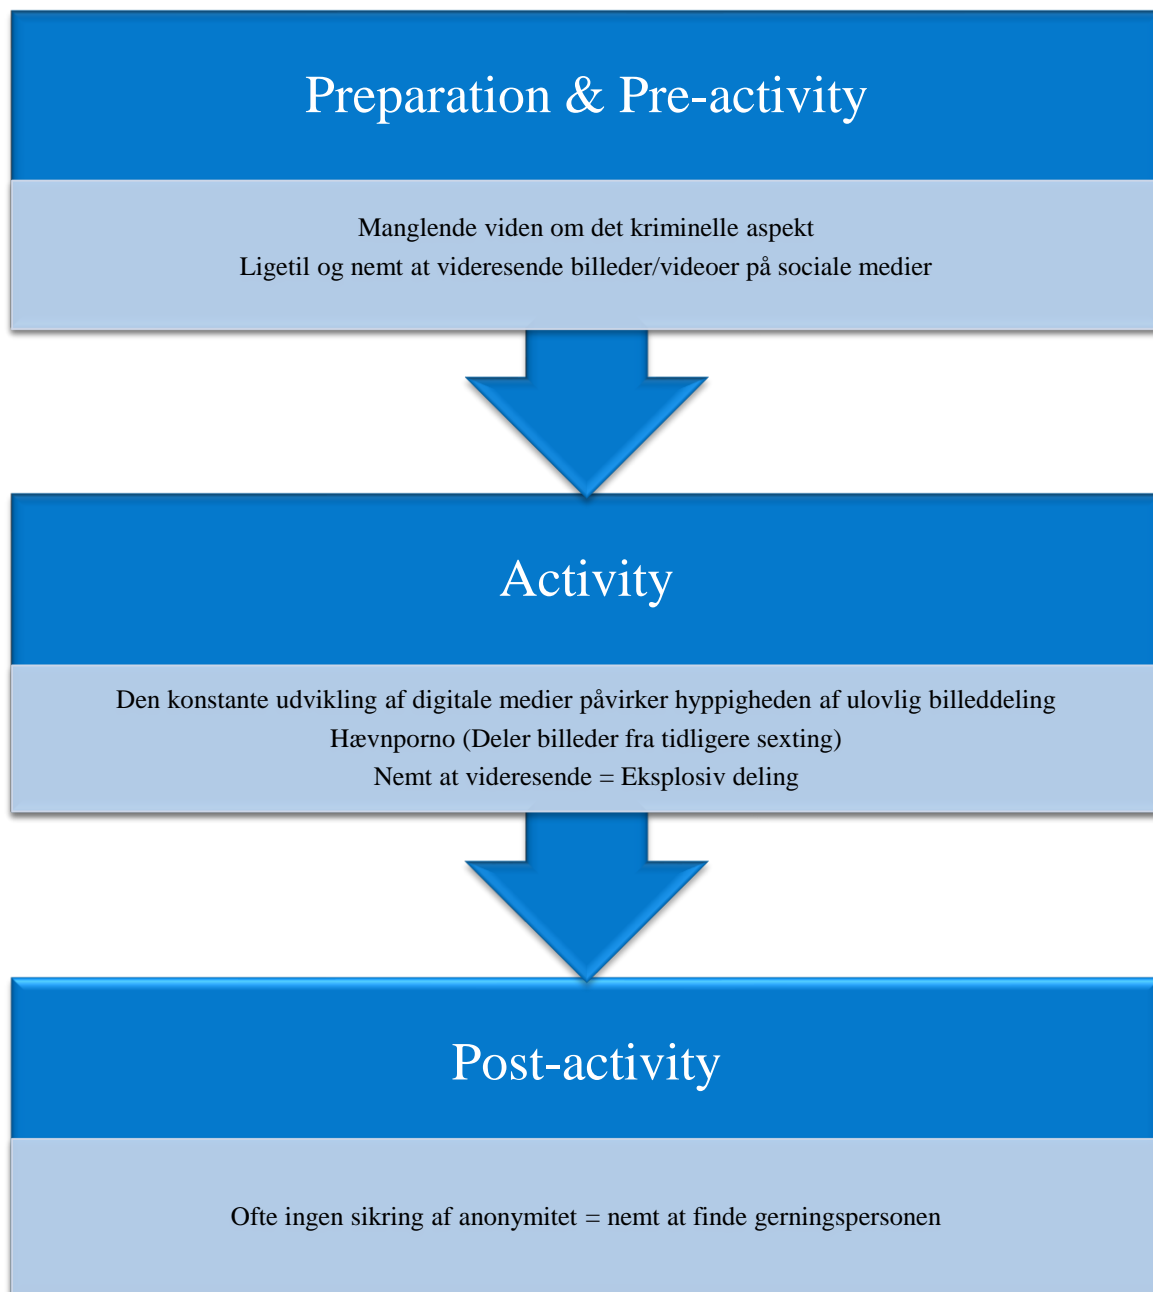 Preparation & Pre-activity
Manglende viden om det kriminelle aspekt
Ligetil og nemt at videresende billeder/videoer på sociale medier
Activity
Den konstante udvikling af digitale medier påvirker hyppigheden af ulovlig billeddeling
Hævnporno (Deler billeder fra tidligere sexting)
Nemt at videresende = Eksplosiv deling
Post-activity
Ofte ingen sikring af anonymitet = nemt at finde gerningspersonen